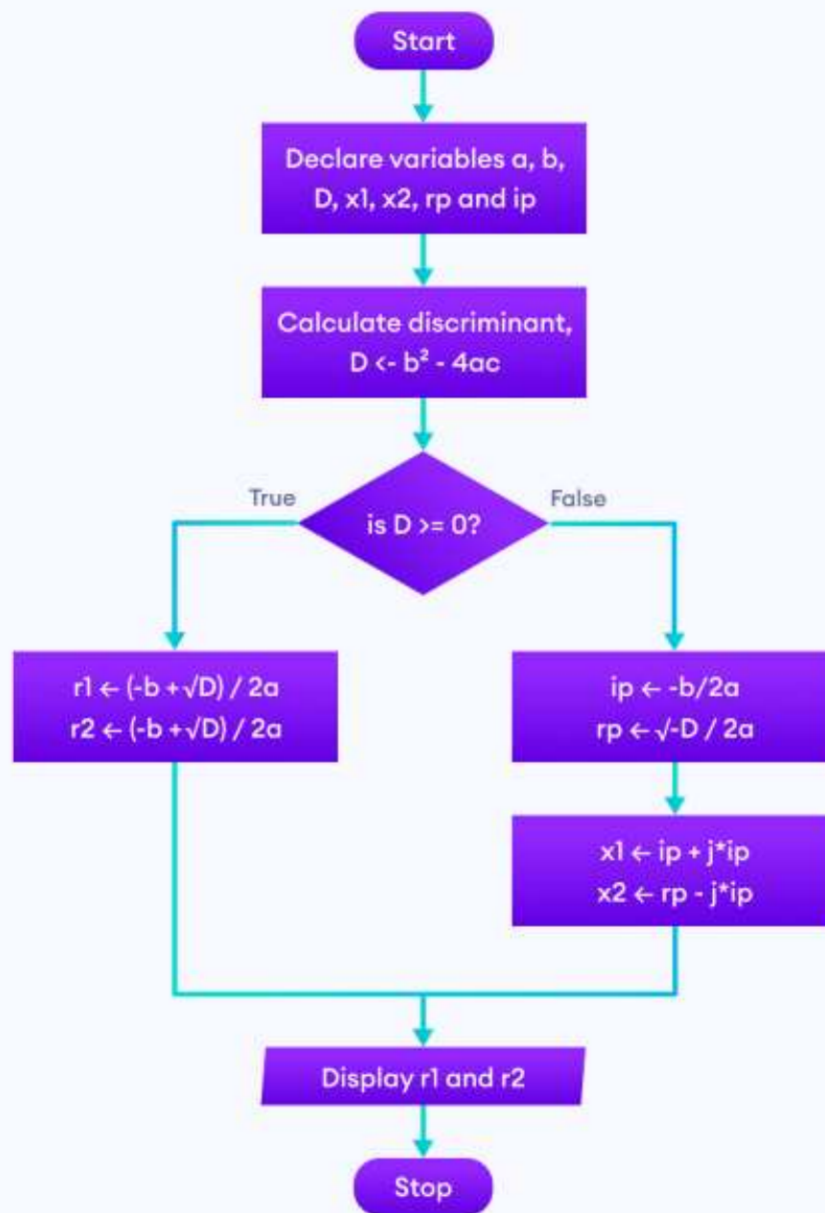 Start
Declare variables a, b,
D, x1, x2, rp and ip
Calculate discriminant,
D <- b² - 4ac
is D >= 0?
True
False
r1 ← (-b +√D) / 2a
r2 ← (-b +√D) / 2a
ip ← -b/2a
rp ← √-D / 2a
x1 ← ip + j*ip
x2 ← rp - j*ip
Display r1 and r2
Stop